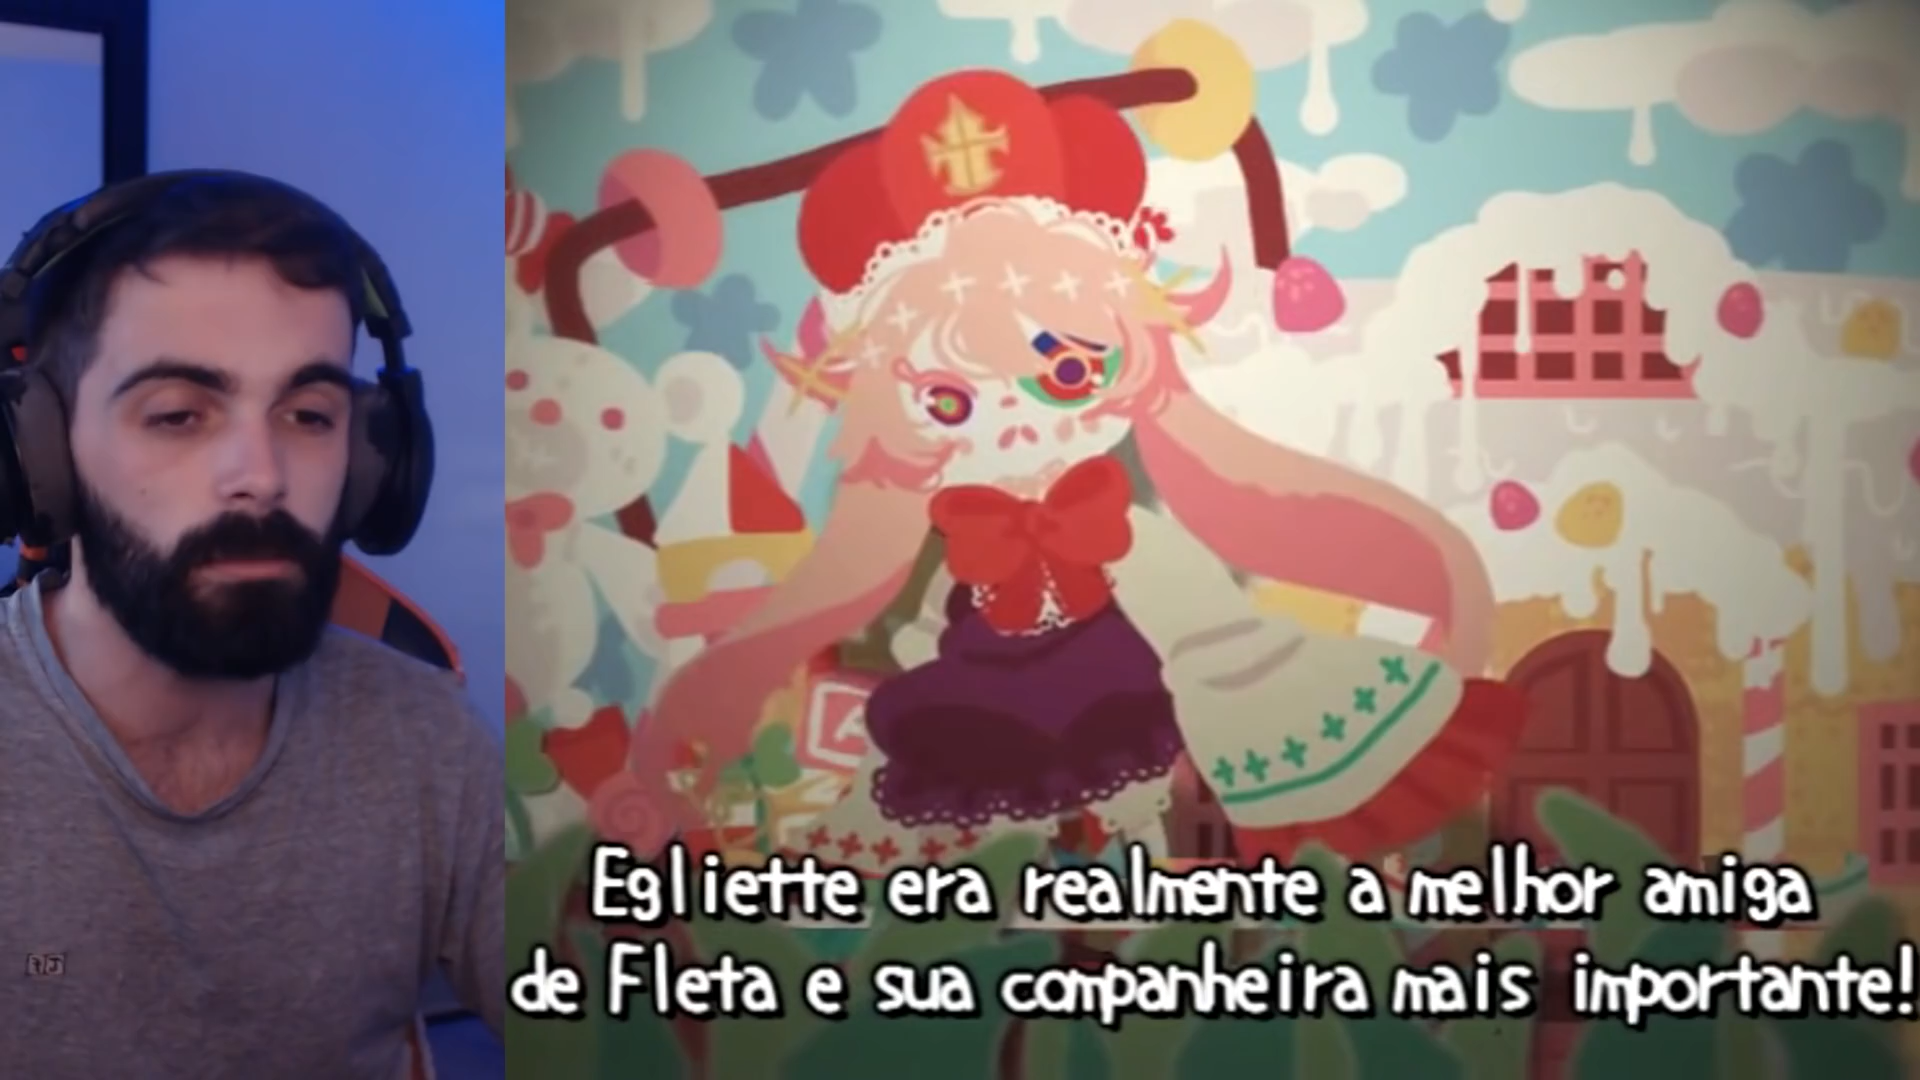 Egliette era realmente a melhor amiga
de Fleta e sua companheira mais importante!
A